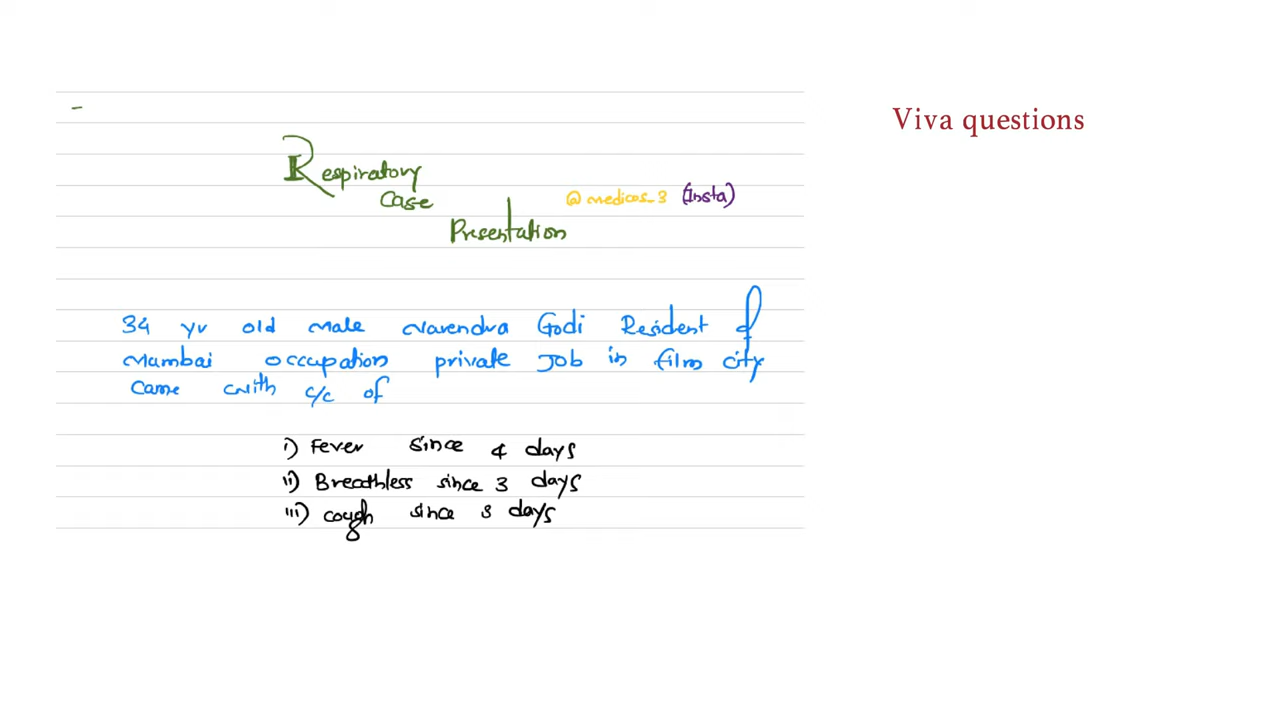 Respiratory
Case
Presentation
@medicos_3 (Insta)
34 yr old Male Narendra Godi Resident of
Mumbai occupation private Job in film city
Came with c/c of
i) Fever since 4 days
ii) Breathless since 3 days
iii) cough since 3 days
Viva questions